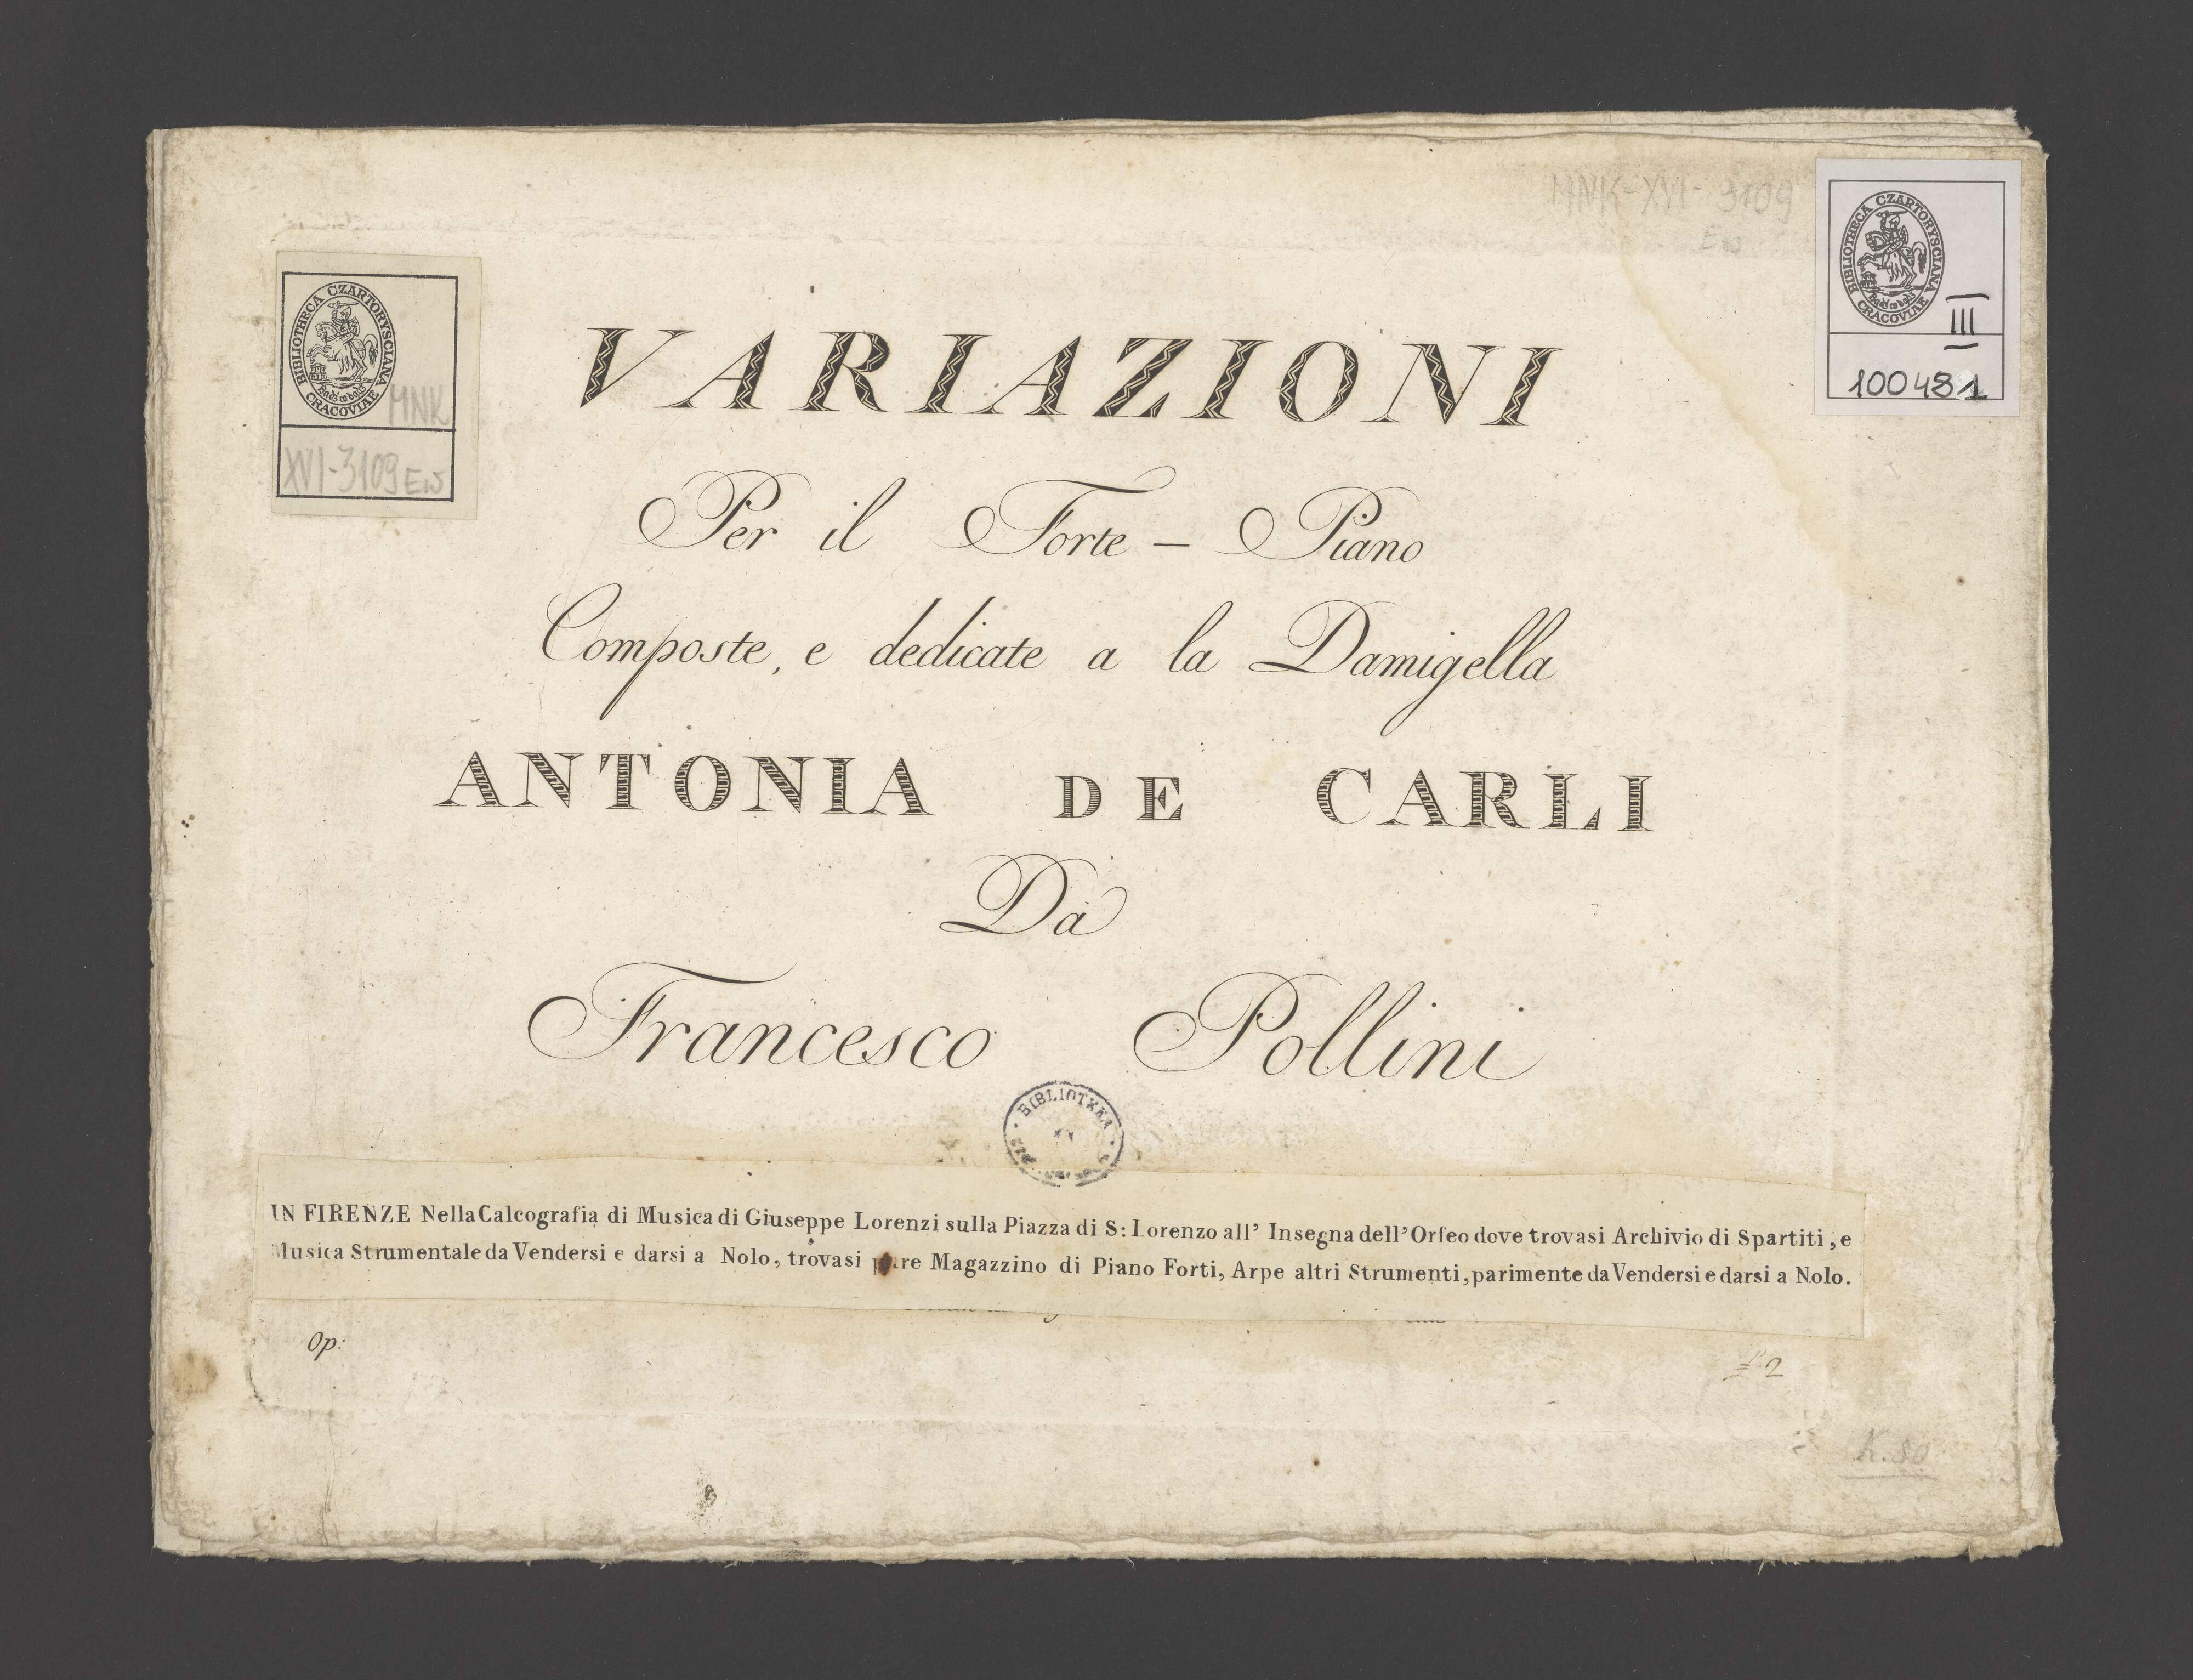 MNK-XVI-3109
Ew
BIBLIOTHECA CZARTORYSCIANA CRACOVIAE
MNK
XVI-3109 Ew
BIBLIOTHECA CZARTORYSCIANA CRACOVIAE
III
100481
VARIAZIONI
Per il Forte - Piano
Composte, e dedicate a la Damigella
ANTONIA DE CARLI
Da
Francesco Pollini
BIBLIOTEKA
IN FIRENZE Nella Calcografia di Musica di Giuseppe Lorenzi sulla Piazza di S: Lorenzo all' Insegna dell' Orfeo dove trovasi Archivio di Spartiti, e
Musica Strumentale da Vendersi e darsi a Nolo, trovasi pure Magazzino di Piano Forti, Arpe altri Strumenti, parimente da Vendersi e darsi a Nolo.
Op:
£ 2
K.80